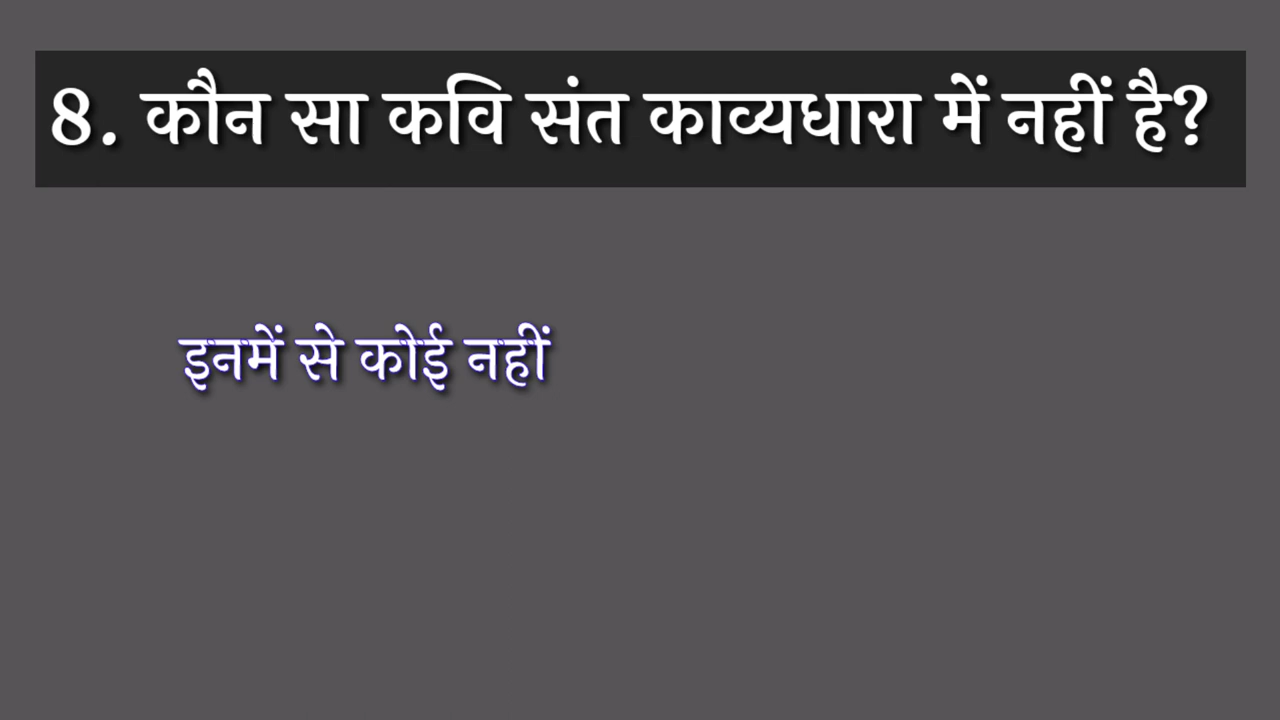 8. कौन सा कवि संत काव्यधारा में नहीं है?
इनमें से कोई नहीं